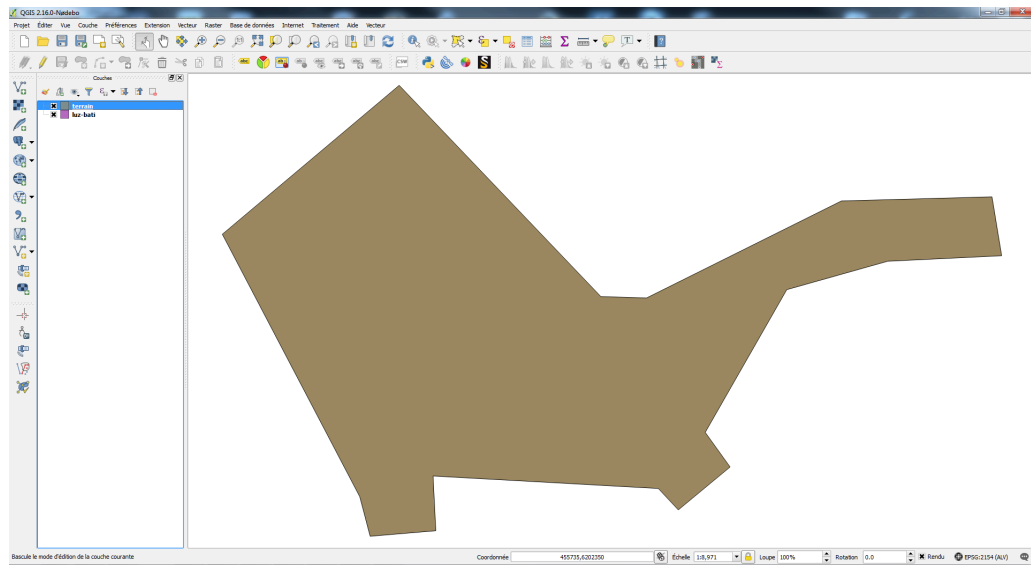 QGIS 2.16.0-Nødebo
Projet Éditer Vue Couche Préférences Extension Vecteur Raster Base de données Internet Traitement Aide Vecteur
Couches
terrain
luz-bati
Bascule le mode d'édition de la couche courante Coordonnée 455735,6202350 Échelle 1:8,971 Loupe 100% Rotation 0.0 Rendu EPSG:2154 (ALV)